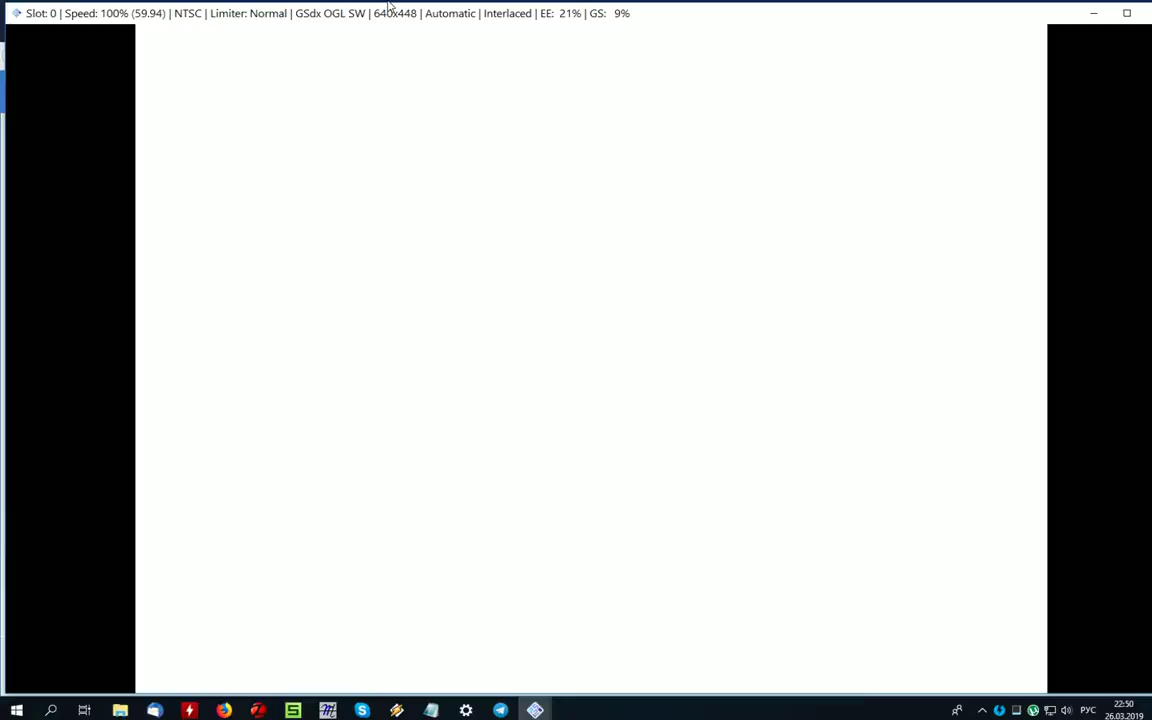 Slot: 0 | Speed: 100% (59.94) | NTSC | Limiter: Normal | GSdx OGL SW | 640x448 | Automatic | Interlaced | EE: 21% | GS: 9%
22:50
РУС
26.03.2019